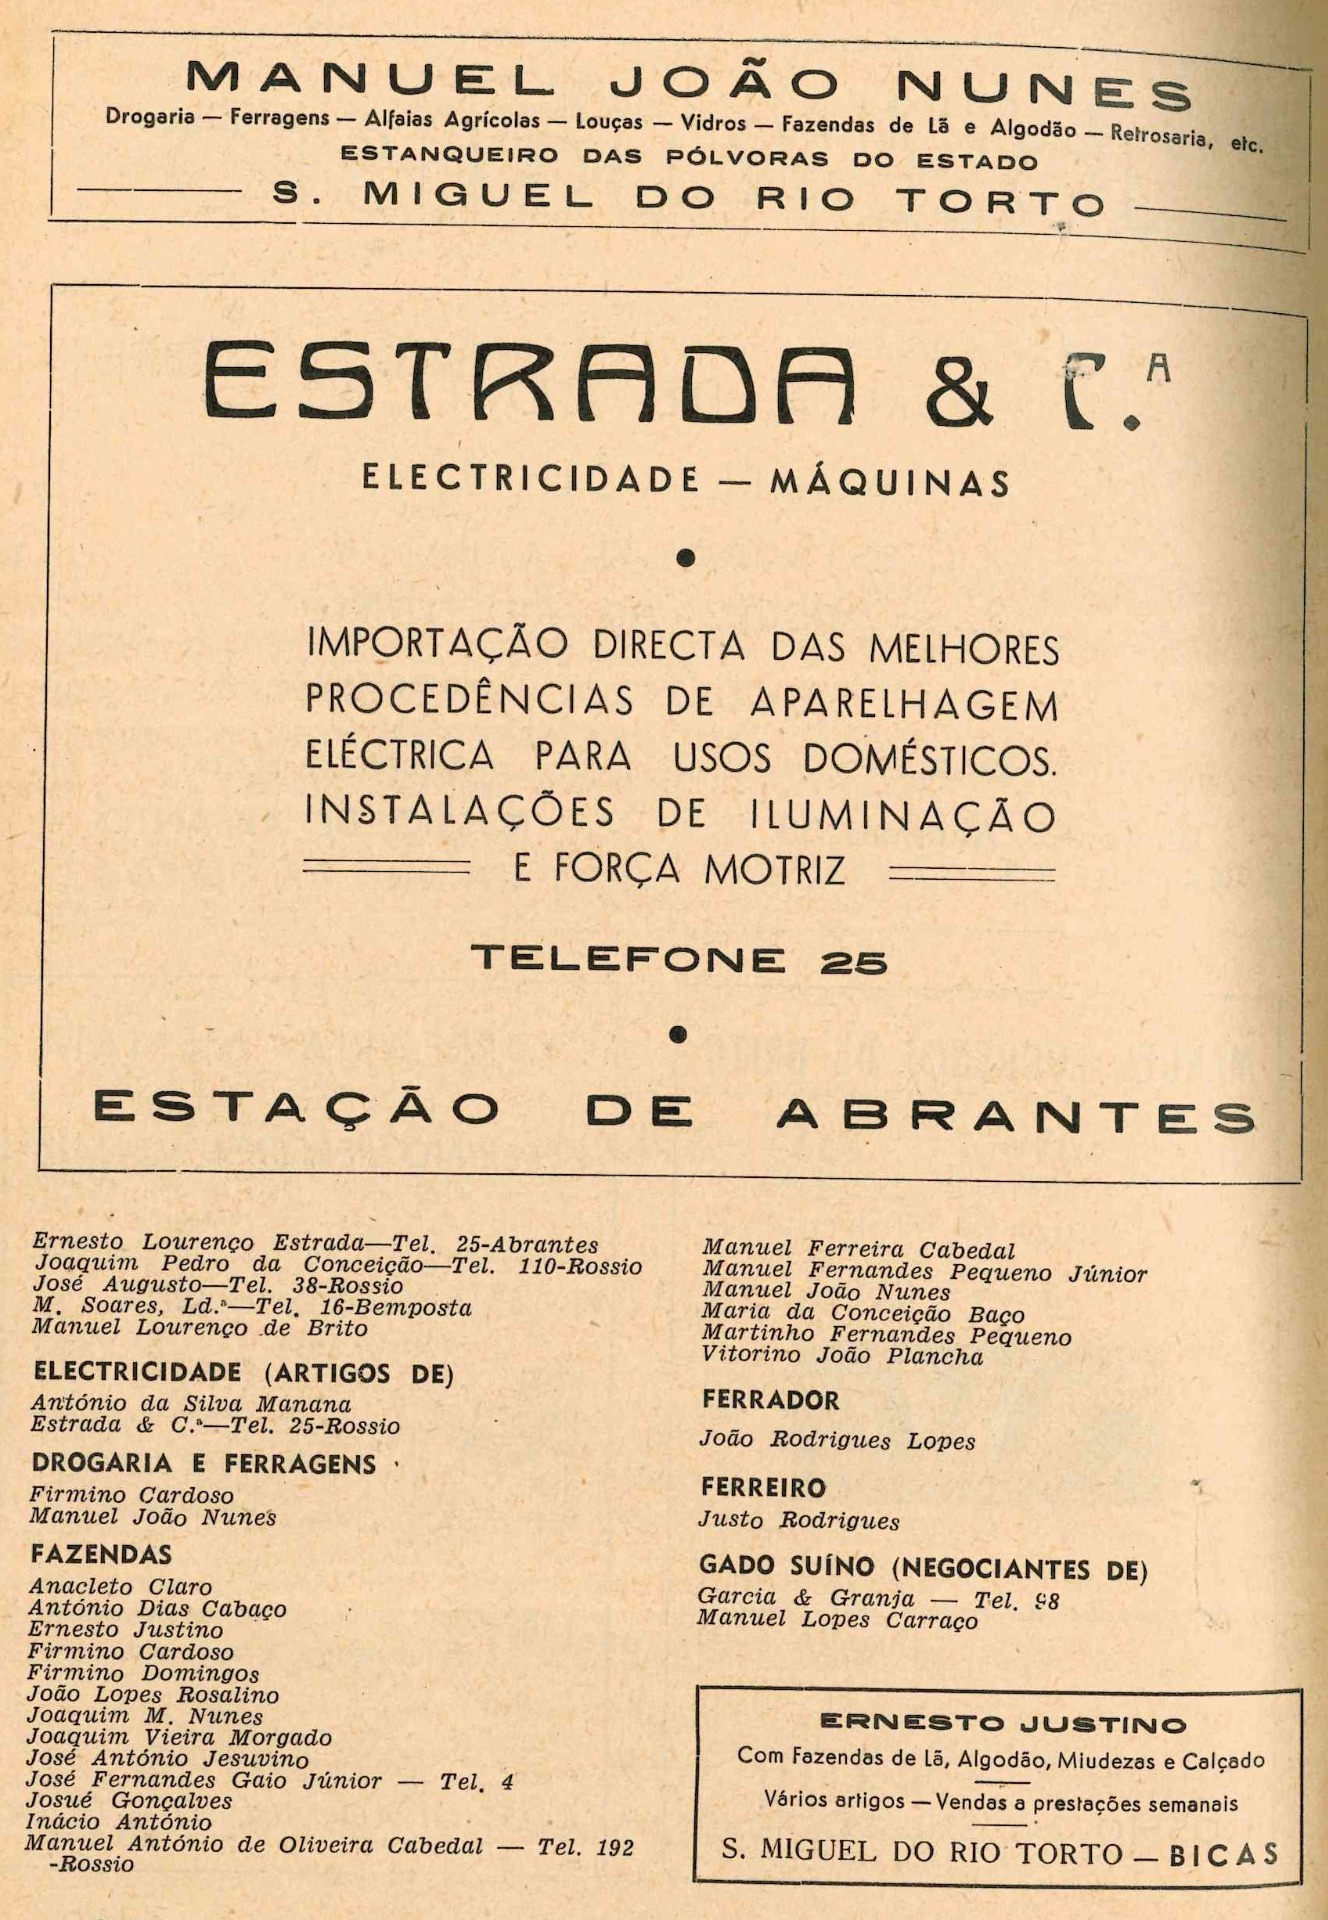 MANUEL JOÃO NUNES
Drogaria — Ferragens — Alfaias Agrícolas — Louças — Vidros — Fazendas de Lã e Algodão — Retrosaria, etc.
ESTANQUEIRO DAS PÓLVORAS DO ESTADO
S. MIGUEL DO RIO TORTO
ESTRADA & C.ᴬ
ELECTRICIDADE — MÁQUINAS
IMPORTAÇÃO DIRECTA DAS MELHORES
PROCEDÊNCIAS DE APARELHAGEM
ELÉCTRICA PARA USOS DOMÉSTICOS.
INSTALAÇÕES DE ILUMINAÇÃO
E FORÇA MOTRIZ
TELEFONE 25
ESTAÇÃO DE ABRANTES
Ernesto Lourenço Estrada—Tel. 25-Abrantes
Joaquim Pedro da Conceição—Tel. 110-Rossio
José Augusto—Tel. 38-Rossio
M. Soares, Ld.ª—Tel. 16-Bemposta
Manuel Lourenço de Brito
ELECTRICIDADE (ARTIGOS DE)
António da Silva Manana
Estrada & C.ª—Tel. 25-Rossio
DROGARIA E FERRAGENS
Firmino Cardoso
Manuel João Nunes
FAZENDAS
Anacleto Claro
António Dias Cabaço
Ernesto Justino
Firmino Cardoso
Firmino Domingos
João Lopes Rosalino
Joaquim M. Nunes
Joaquim Vieira Morgado
José António Jesuvino
José Fernandes Gaio Júnior — Tel. 4
Josué Gonçalves
Inácio António
Manuel António de Oliveira Cabedal — Tel. 192
-Rossio
Manuel Ferreira Cabedal
Manuel Fernandes Pequeno Júnior
Manuel João Nunes
Maria da Conceição Baço
Martinho Fernandes Pequeno
Vitorino João Plancha
FERRADOR
João Rodrigues Lopes
FERREIRO
Justo Rodrigues
GADO SUÍNO (NEGOCIANTES DE)
Garcia & Granja — Tel. 98
Manuel Lopes Carraço
ERNESTO JUSTINO
Com Fazendas de Lã, Algodão, Miudezas e Calçado
Vários artigos — Vendas a prestações semanais
S. MIGUEL DO RIO TORTO — BICAS